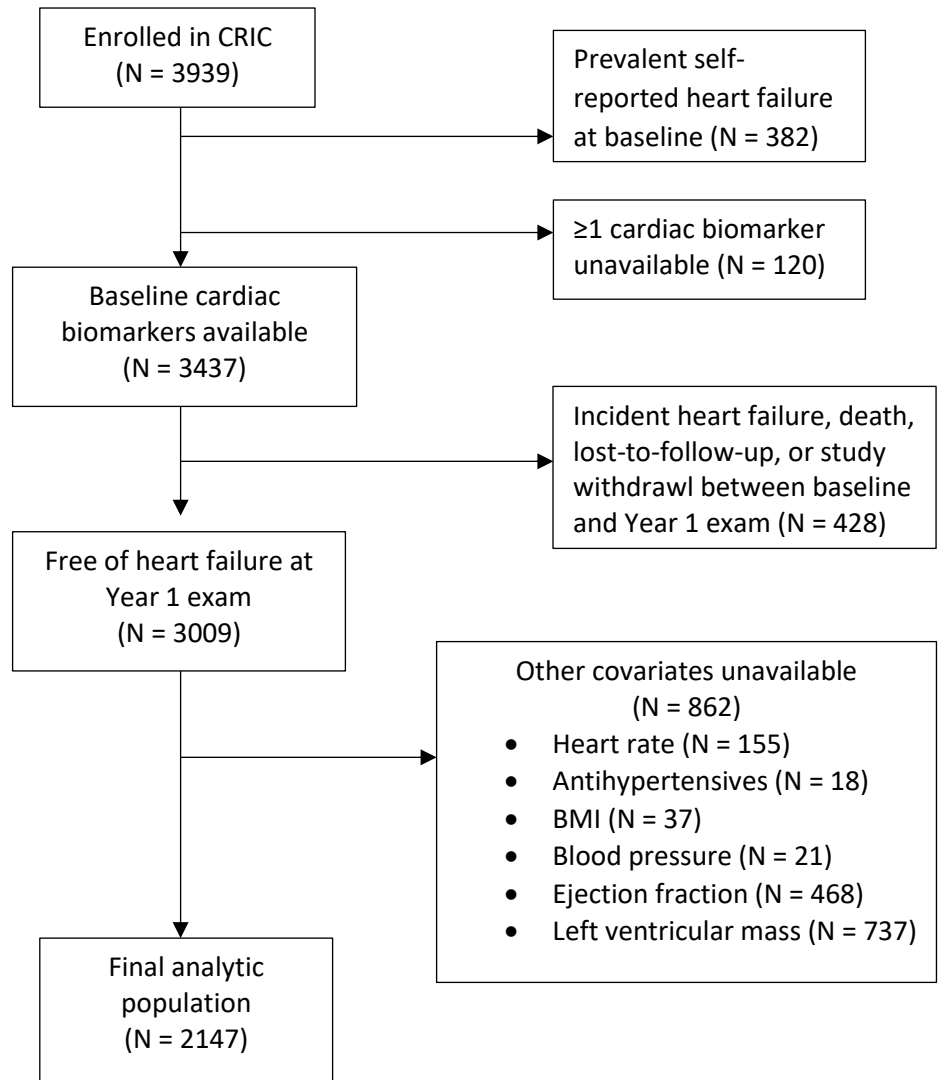 Enrolled in CRIC
(N = 3939)
Prevalent self-
reported heart failure
at baseline (N = 382)
≥1 cardiac biomarker
unavailable (N = 120)
Baseline cardiac
biomarkers available
(N = 3437)
Incident heart failure, death,
lost-to-follow-up, or study
withdrawl between baseline
and Year 1 exam (N = 428)
Free of heart failure at
Year 1 exam
(N = 3009)
Other covariates unavailable
(N = 862)
• Heart rate (N = 155)
• Antihypertensives (N = 18)
• BMI (N = 37)
• Blood pressure (N = 21)
• Ejection fraction (N = 468)
• Left ventricular mass (N = 737)
Final analytic
population
(N = 2147)